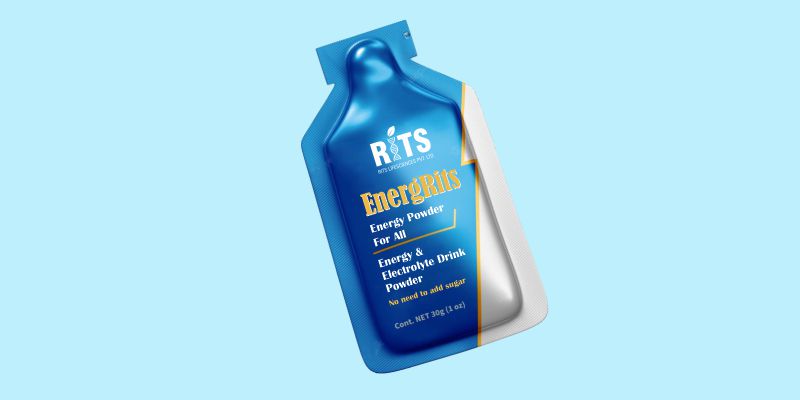 RiTS
RITS LIFESCIENCES PVT. LTD.
EnergRits
Energy Powder
For All
Energy &
Electrolyte Drink
Powder
No need to add sugar
Cont. NET 30g (1 oz)